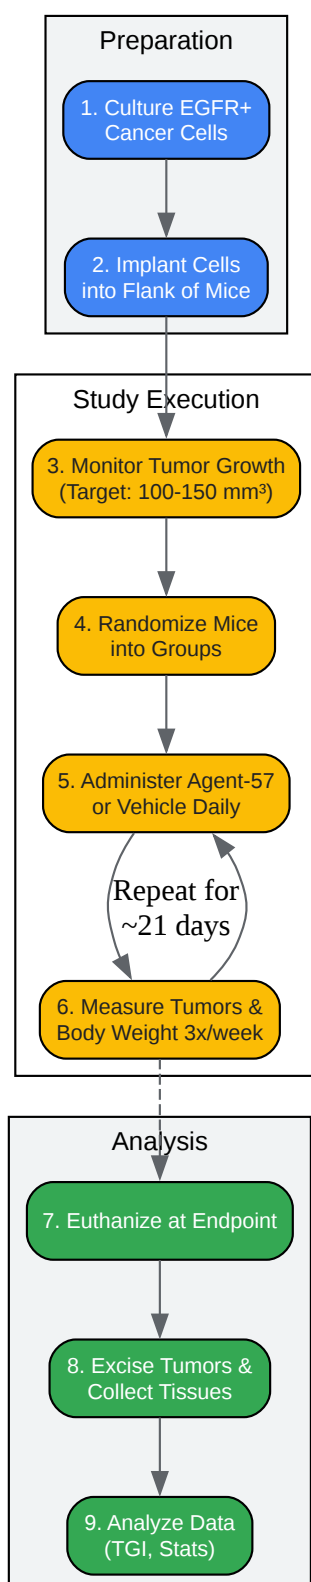 Preparation
1. Culture EGFR+
Cancer Cells
2. Implant Cells
into Flank of Mice
Study Execution
3. Monitor Tumor Growth
(Target: 100-150 mm³)
4. Randomize Mice
into Groups
5. Administer Agent-57
or Vehicle Daily
Repeat for
~21 days
6. Measure Tumors &
Body Weight 3x/week
Analysis
7. Euthanize at Endpoint
8. Excise Tumors &
Collect Tissues
9. Analyze Data
(TGI, Stats)